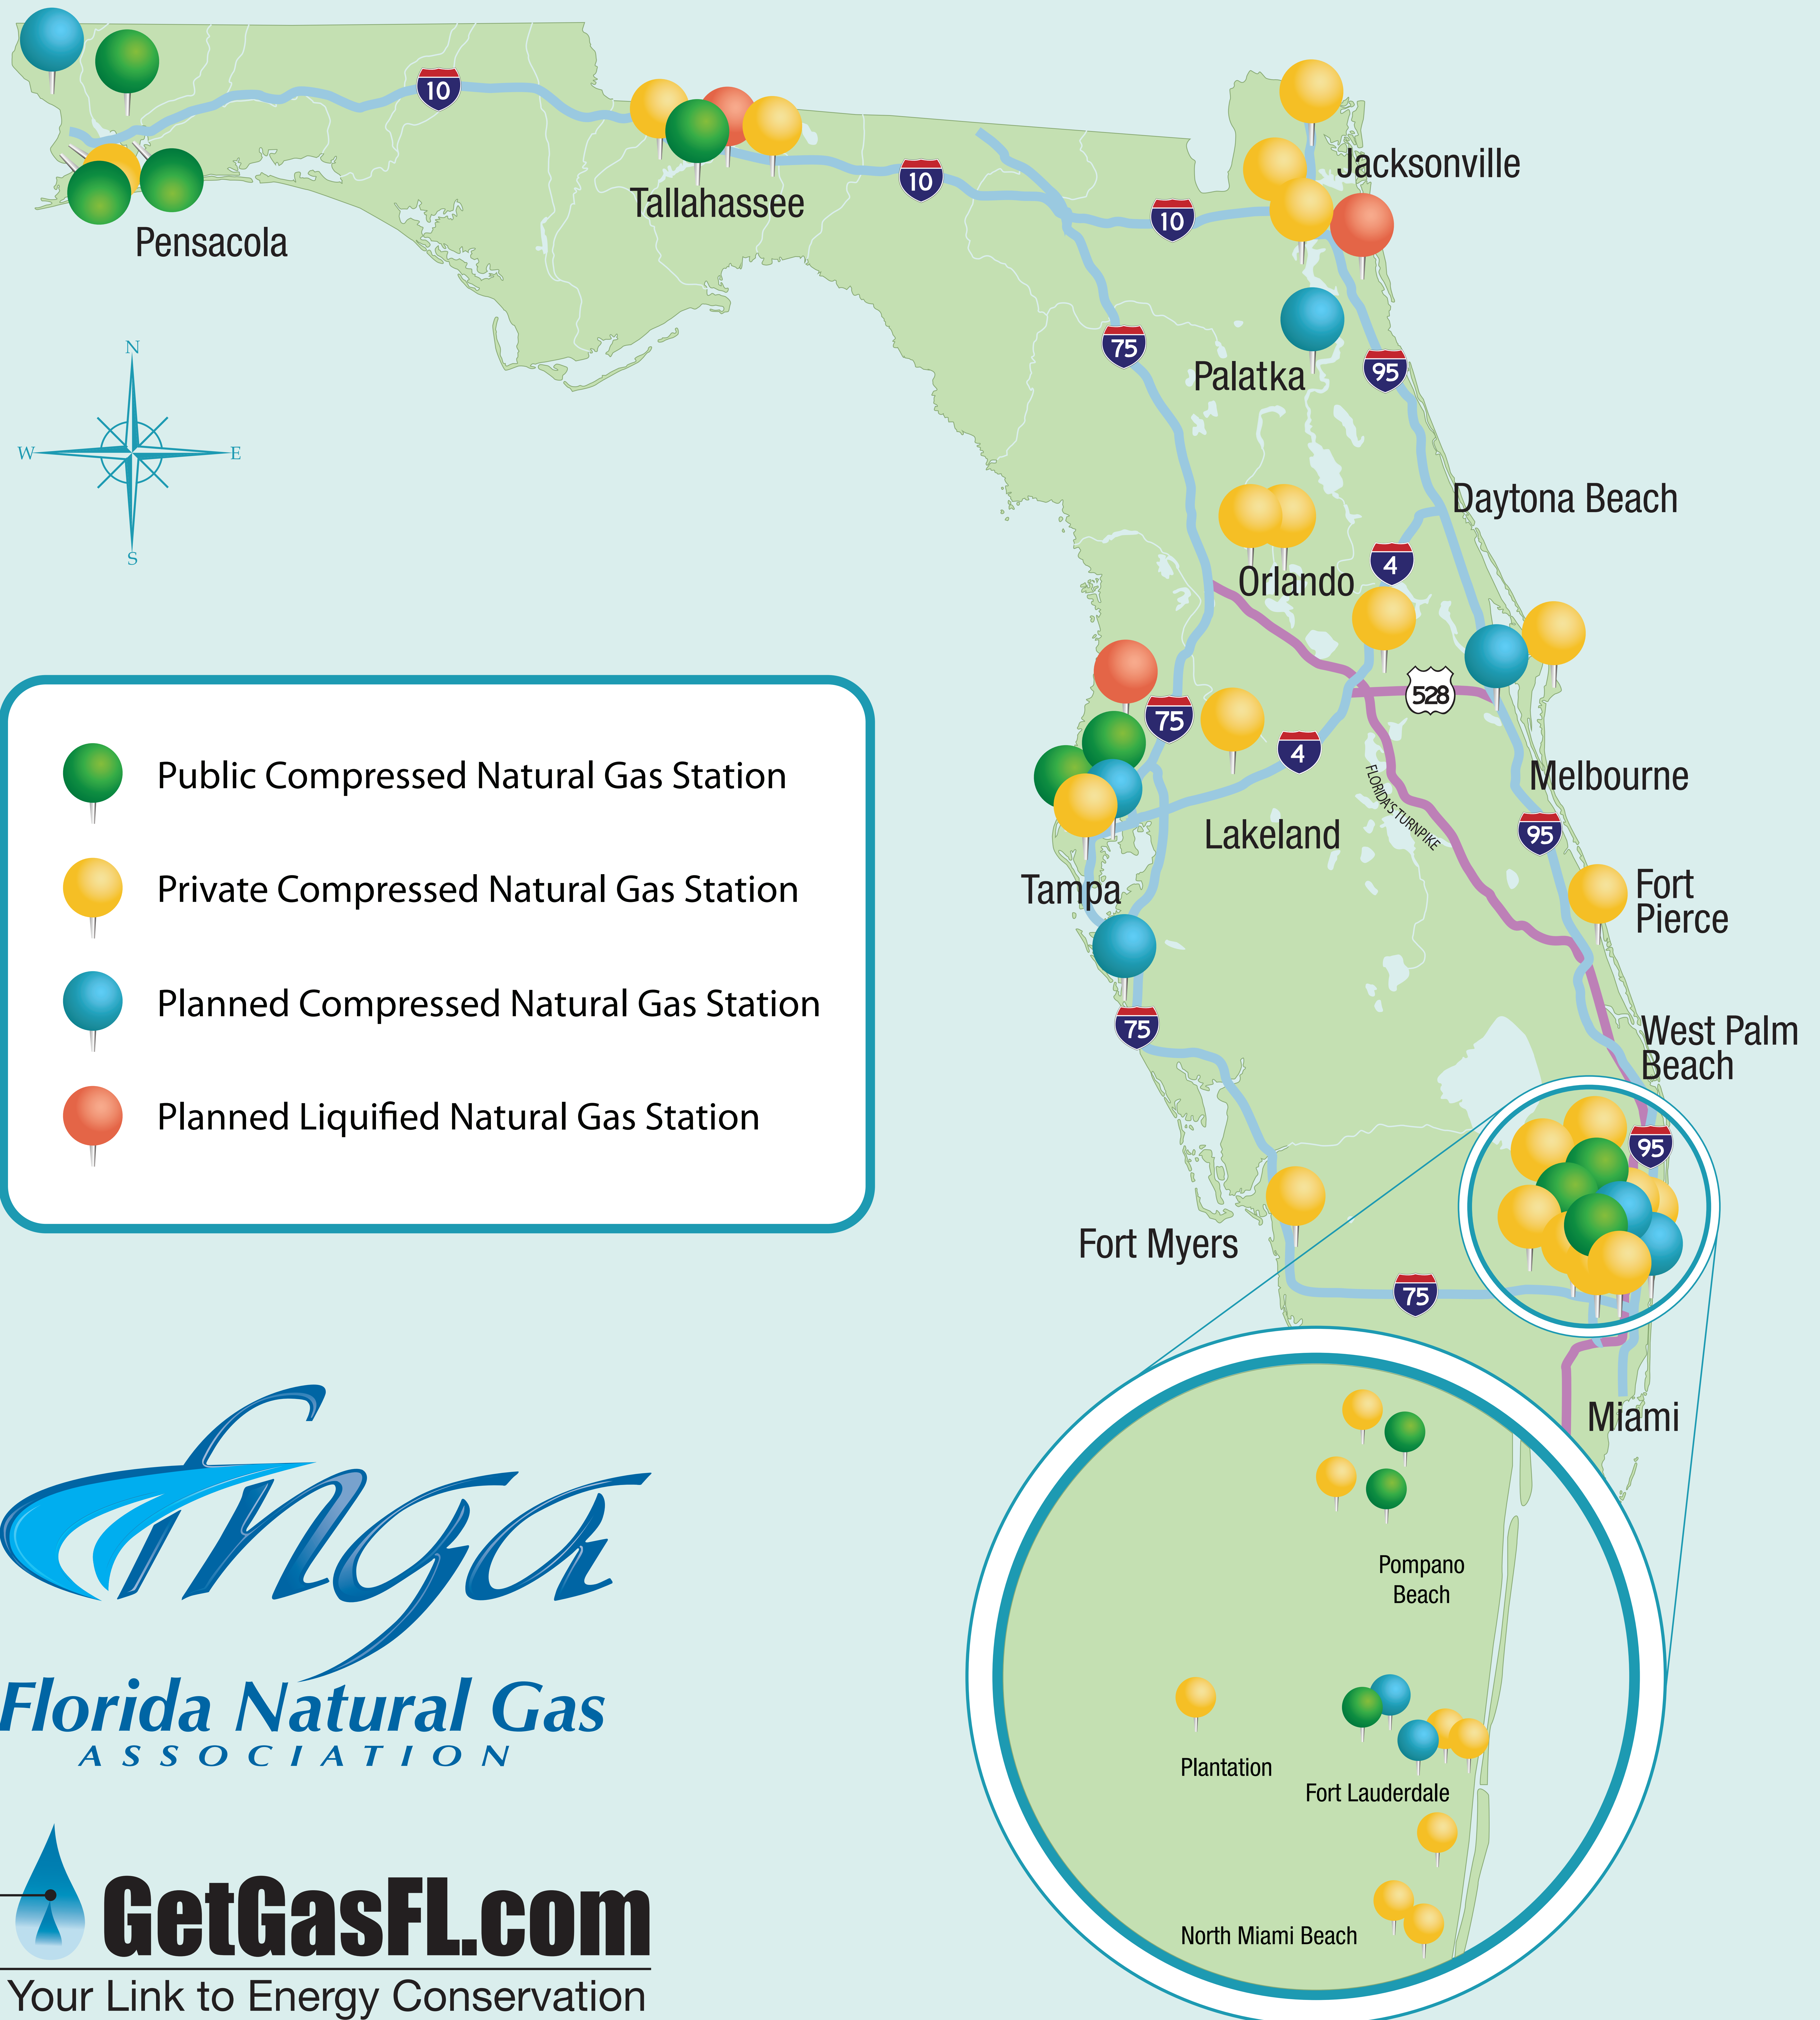 10
Tallahassee
10
10
Jacksonville
Pensacola
N
W
E
S
75
Palatka
95
Daytona Beach
4
Orlando
528
75
4
FLORIDA'S TURNPIKE
Melbourne
95
Lakeland
Tampa
Fort
Pierce
75
West Palm
Beach
95
Fort Myers
75
Miami
Public Compressed Natural Gas Station
Private Compressed Natural Gas Station
Planned Compressed Natural Gas Station
Planned Liquified Natural Gas Station
Pompano
Beach
Plantation
Fort Lauderdale
North Miami Beach
fnga
Florida Natural Gas
ASSOCIATION
GetGasFL.com
Your Link to Energy Conservation